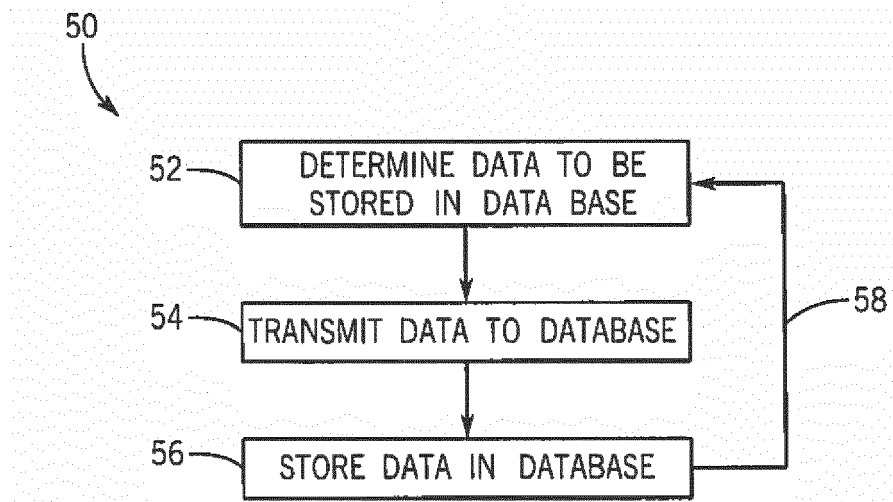 50
52
DETERMINE DATA TO BE
STORED IN DATA BASE
54
TRANSMIT DATA TO DATABASE
58
56
STORE DATA IN DATABASE